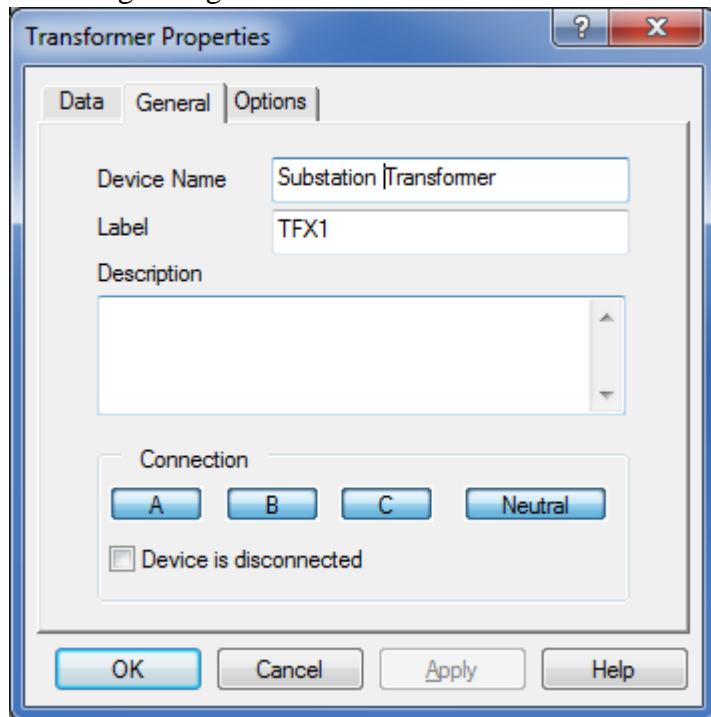 Transformer Properties
Data General Options
Device Name Substation Transformer
Label TFX1
Description
Connection
A B C Neutral
Device is disconnected
OK Cancel Apply Help